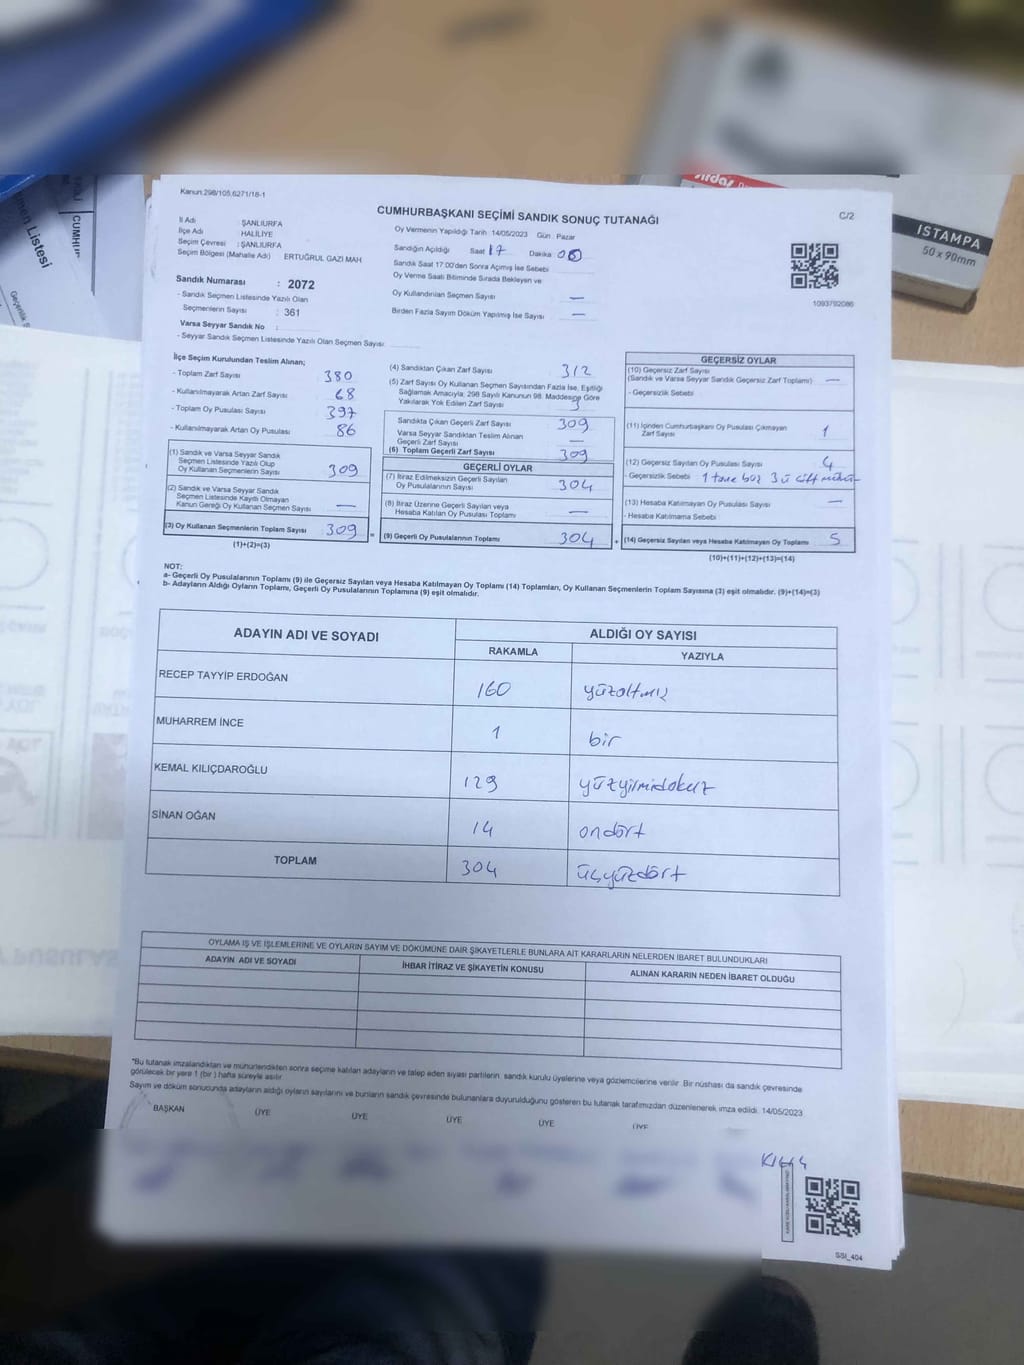 ISTAMPA
50 x 90mm
CUMHUR
men Listesi
Kanun 298/105,6271/18-1
CUMHURBAŞKANI SEÇİMİ SANDIK SONUÇ TUTANAĞI
C/2
İl Adı : ŞANLIURFA
İlçe Adı : HALİLİYE
Seçim Çevresi : ŞANLIURFA
Seçim Bölgesi (Mahalle Adı) ERTUĞRUL GAZİ MAH
Sandık Numarası : 2072
- Sandık Seçmen Listesinde Yazılı Olan
Seçmenlerin Sayısı : 361
Varsa Seyyar Sandık No :
- Seyyar Sandık Seçmen Listesinde Yazılı Olan Seçmen Sayısı:
Oy Vermenin Yapıldığı Tarih 14/05/2023 Gün : Pazar
Sandığın Açıldığı Saat 17 Dakika 00
Sandık Saat 17.00'den Sonra Açılmış İse Sebebi
Oy Verme Saati Bitiminde Sırada Bekleyen ve
Oy Kullandırılan Seçmen Sayısı —
Birden Fazla Sayım Döküm Yapılmış İse Sayısı —
1093792086
İlçe Seçim Kurulundan Teslim Alınan;
- Toplam Zarf Sayısı 380
- Kullanılmayarak Artan Zarf Sayısı 68
- Toplam Oy Pusulası Sayısı 397
- Kullanılmayarak Artan Oy Pusulası 86
(1) Sandık ve Varsa Seyyar Sandık
Seçmen Listesinde Yazılı Olup
Oy Kullanan Seçmenlerin Sayısı 309
(2) Sandık ve Varsa Seyyar Sandık
Seçmen Listesinde Kayıtlı Olmayan
Kanun Gereği Oy Kullanan Seçmen Sayısı —
(3) Oy Kullanan Seçmenlerin Toplam Sayısı 309
(1)+(2)=(3)
(4) Sandıktan Çıkan Zarf Sayısı 312
(5) Zarf Sayısı Oy Kullanan Seçmen Sayısından Fazla İse, Eşitliği
Sağlamak Amacıyla, 298 Sayılı Kanunun 98. Maddesine Göre
Yakılarak Yok Edilen Zarf Sayısı 3
Sandıkta Çıkan Geçerli Zarf Sayısı 309
Varsa Seyyar Sandıktan Teslim Alınan
Geçerli Zarf Sayısı —
(6) Toplam Geçerli Zarf Sayısı 309
GEÇERLİ OYLAR
(7) İtiraz Edilmeksizin Geçerli Sayılan
Oy Pusulalarının Sayısı 304
(8) İtiraz Üzerine Geçerli Sayılan veya
Hesaba Katılan Oy Pusulası Toplamı —
= (9) Geçerli Oy Pusulalarının Toplamı 304 +
GEÇERSİZ OYLAR
(10) Geçersiz Zarf Sayısı
(Sandık ve Varsa Seyyar Sandık Geçersiz Zarf Toplamı) —
- Geçersizlik Sebebi
(11) İçinden Cumhurbaşkanı Oy Pusulası Çıkmayan
Zarf Sayısı 1
(12) Geçersiz Sayılan Oy Pusulası Sayısı 4
- Geçersizlik Sebebi 1 tane boş 3 ü çift mühür
(13) Hesaba Katılmayan Oy Pusulası Sayısı —
- Hesaba Katılmama Sebebi
(14) Geçersiz Sayılan veya Hesaba Katılmayan Oy Toplamı 5
(10)+(11)+(12)+(13)=(14)
NOT:
a- Geçerli Oy Pusulalarının Toplamı (9) ile Geçersiz Sayılan veya Hesaba Katılmayan Oy Toplamı (14) Toplamları, Oy Kullanan Seçmenlerin Toplam Sayısına (3) eşit olmalıdır. (9)+(14)=(3)
b- Adayların Aldığı Oyların Toplamı, Geçerli Oy Pusulalarının Toplamına (9) eşit olmalıdır.
ADAYIN ADI VE SOYADI ALDIĞI OY SAYISI
RAKAMLA YAZIYLA
RECEP TAYYİP ERDOĞAN 160 yüzaltmış
MUHARREM İNCE 1 bir
KEMAL KILIÇDAROĞLU 129 yüzyirmidokuz
SİNAN OĞAN 14 ondört
TOPLAM 304 üçyüzdört
OYLAMA İŞ VE İŞLEMLERİNE VE OYLARIN SAYIM VE DÖKÜMÜNE DAİR ŞİKAYETLERLE BUNLARA AİT KARARLARIN NELERDEN İBARET BULUNDUKLARI
ADAYIN ADI VE SOYADI İHBAR İTİRAZ VE ŞİKAYETİN KONUSU ALINAN KARARIN NEDEN İBARET OLDUĞU
*Bu tutanak imzalandıktan ve mühürlendikten sonra seçime katılan adayların ve talep eden siyasi partilerin sandık kurulu üyelerine veya gözlemcilerine verilir. Bir nüshası da sandık çevresinde
görülecek bir yere 1 (bir) hafta süreyle asılır.
Sayım ve döküm sonucunda adayların aldığı oyların sayılarını ve bunların sandık çevresinde bulunanlara duyurulduğunu gösteren bu tutanak tarafımızdan düzenlenerek imza edildi. 14/05/2023
BAŞKAN ÜYE ÜYE ÜYE ÜYE ÜYE
SSI_404